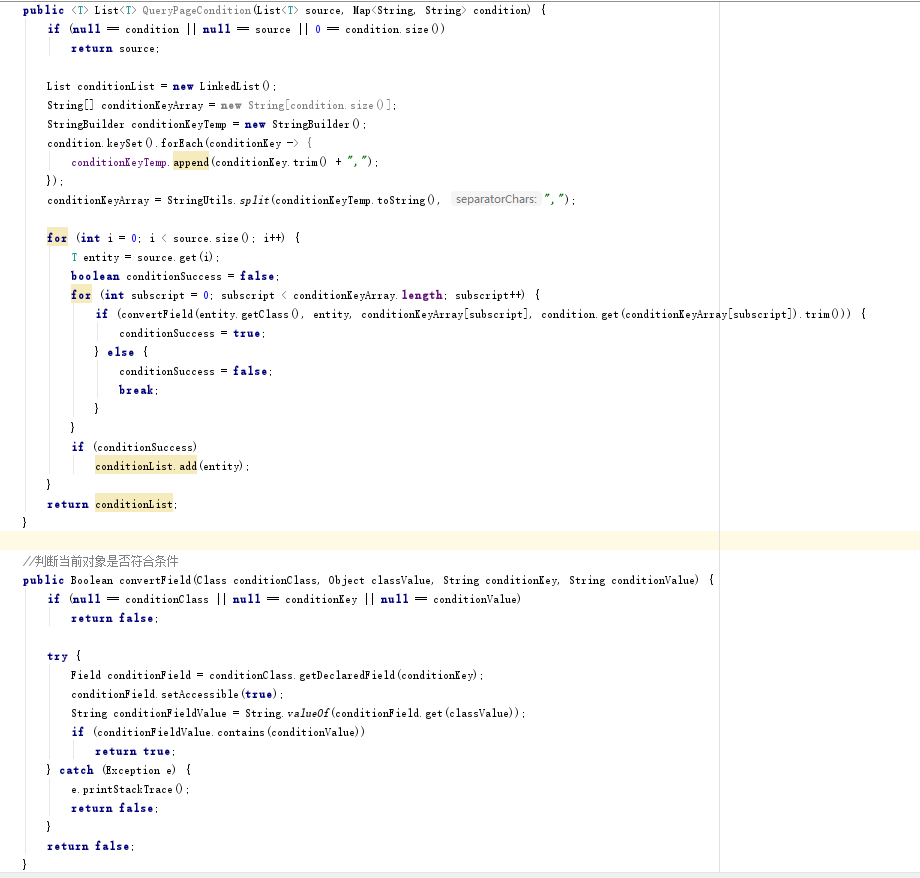 public <T> List<T> QueryPageCondition(List<T> source, Map<String, String> condition) {
if (null == condition || null == source || 0 == condition.size())
return source;
List conditionList = new LinkedList();
String[] conditionKeyArray = new String[condition.size()];
StringBuilder conditionKeyTemp = new StringBuilder();
condition.keySet().forEach(conditionKey -> {
conditionKeyTemp.append(conditionKey.trim() + ",");
});
conditionKeyArray = StringUtils.split(conditionKeyTemp.toString(), separatorChars: ",");
for (int i = 0; i < source.size(); i++) {
T entity = source.get(i);
boolean conditionSuccess = false;
for (int subscript = 0; subscript < conditionKeyArray.length; subscript++) {
if (convertField(entity.getClass(), entity, conditionKeyArray[subscript], condition.get(conditionKeyArray[subscript]).trim())) {
conditionSuccess = true;
} else {
conditionSuccess = false;
break;
}
}
if (conditionSuccess)
conditionList.add(entity);
}
return conditionList;
}
//判断当前对象是否符合条件
public Boolean convertField(Class conditionClass, Object classValue, String conditionKey, String conditionValue) {
if (null == conditionClass || null == conditionKey || null == conditionValue)
return false;
try {
Field conditionField = conditionClass.getDeclaredField(conditionKey);
conditionField.setAccessible(true);
String conditionFieldValue = String.valueOf(conditionField.get(classValue));
if (conditionFieldValue.contains(conditionValue))
return true;
} catch (Exception e) {
e.printStackTrace();
return false;
}
return false;
}